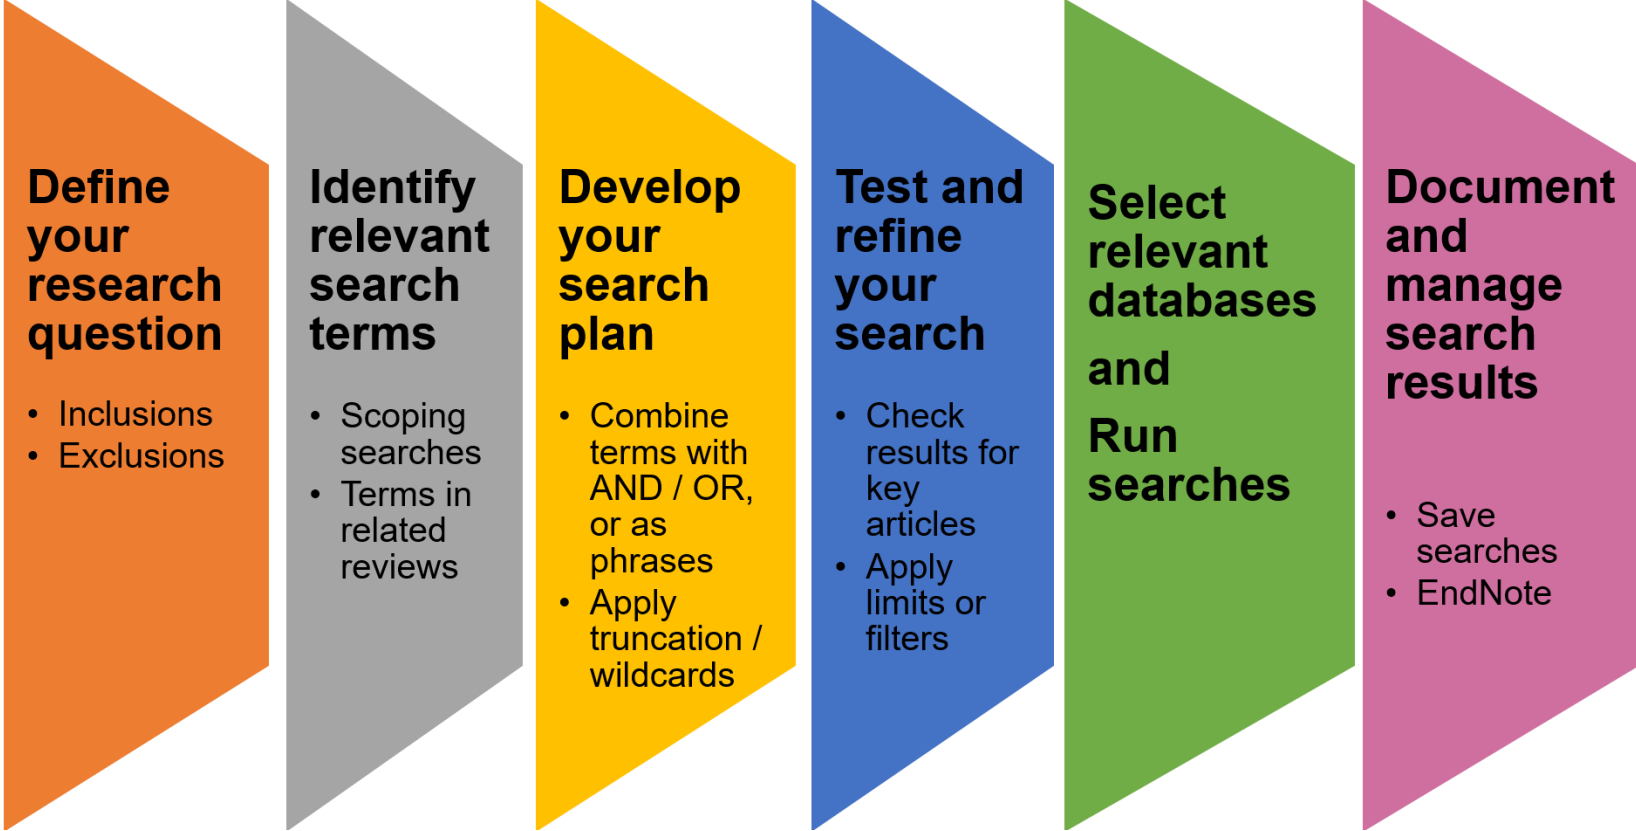 Define
your
research
question
• Inclusions
• Exclusions
Identify
relevant
search
terms
• Scoping
searches
• Terms in
related
reviews
Develop
your
search
plan
• Combine
terms with
AND / OR,
or as
phrases
• Apply
truncation /
wildcards
Test and
refine
your
search
• Check
results for
key
articles
• Apply
limits or
filters
Select
relevant
databases
and
Run
searches
Document
and
manage
search
results
• Save
searches
• EndNote